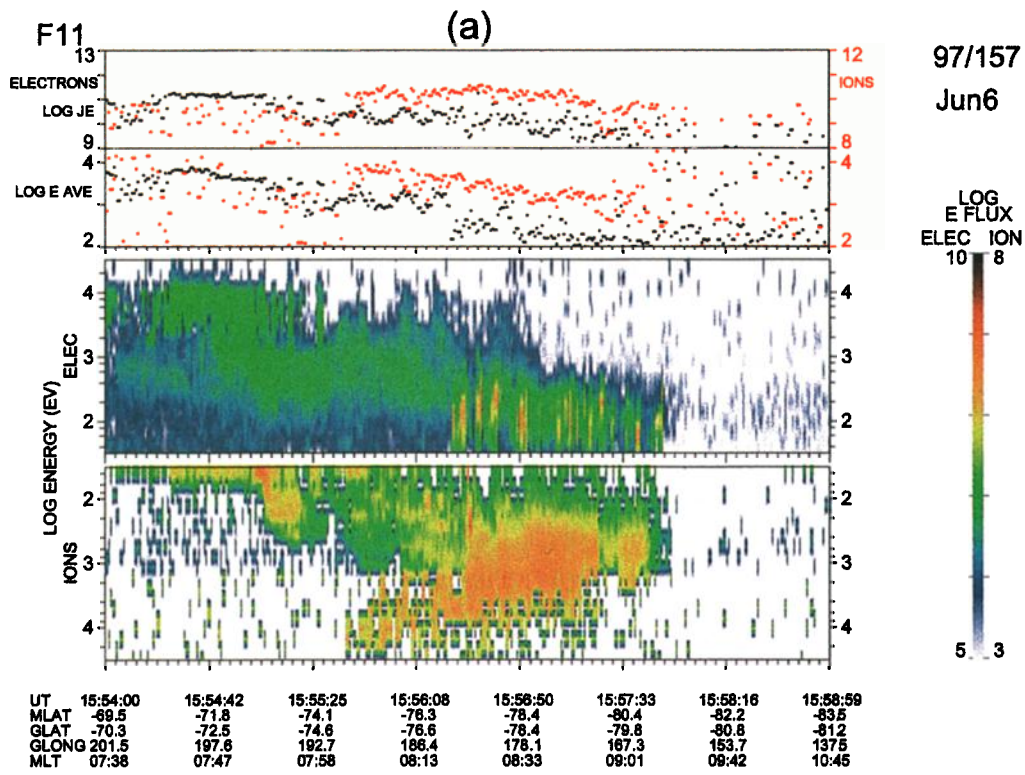 (a)
F11
97/157
Jun6
13
12
ELECTRONS
IONS
LOG JE
9
8
4
4
LOG E AVE
2
2
LOG
E FLUX
ELEC ION
10 8
5 3
LOG ENERGY (EV)
ELEC
4
4
3
3
2
2
IONS
2
2
3
3
4
4
UT 15:54:00 15:54:42 15:55:25 15:56:08 15:56:50 15:57:33 15:58:16 15:58:59
MLAT -69.5 -71.8 -74.1 -76.3 -78.4 -80.4 -82.2 -83.5
GLAT -70.3 -72.5 -74.6 -76.6 -78.4 -79.8 -80.8 -812
GLONG 201.5 197.6 192.7 186.4 178.1 167.3 153.7 1375
MLT 07:38 07:47 07:58 08:13 08:33 09:01 09:42 10:45